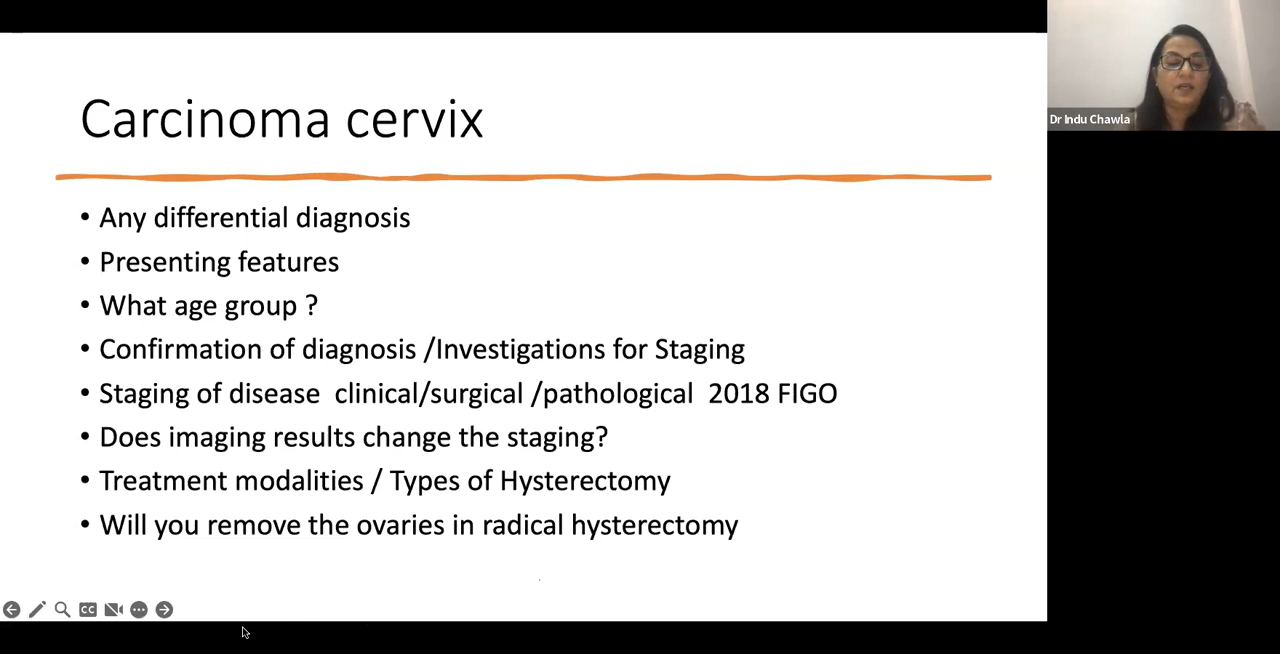 Carcinoma cervix
• Any differential diagnosis
• Presenting features
• What age group ?
• Confirmation of diagnosis /Investigations for Staging
• Staging of disease clinical/surgical /pathological 2018 FIGO
• Does imaging results change the staging?
• Treatment modalities / Types of Hysterectomy
• Will you remove the ovaries in radical hysterectomy
CC
Dr Indu Chawla